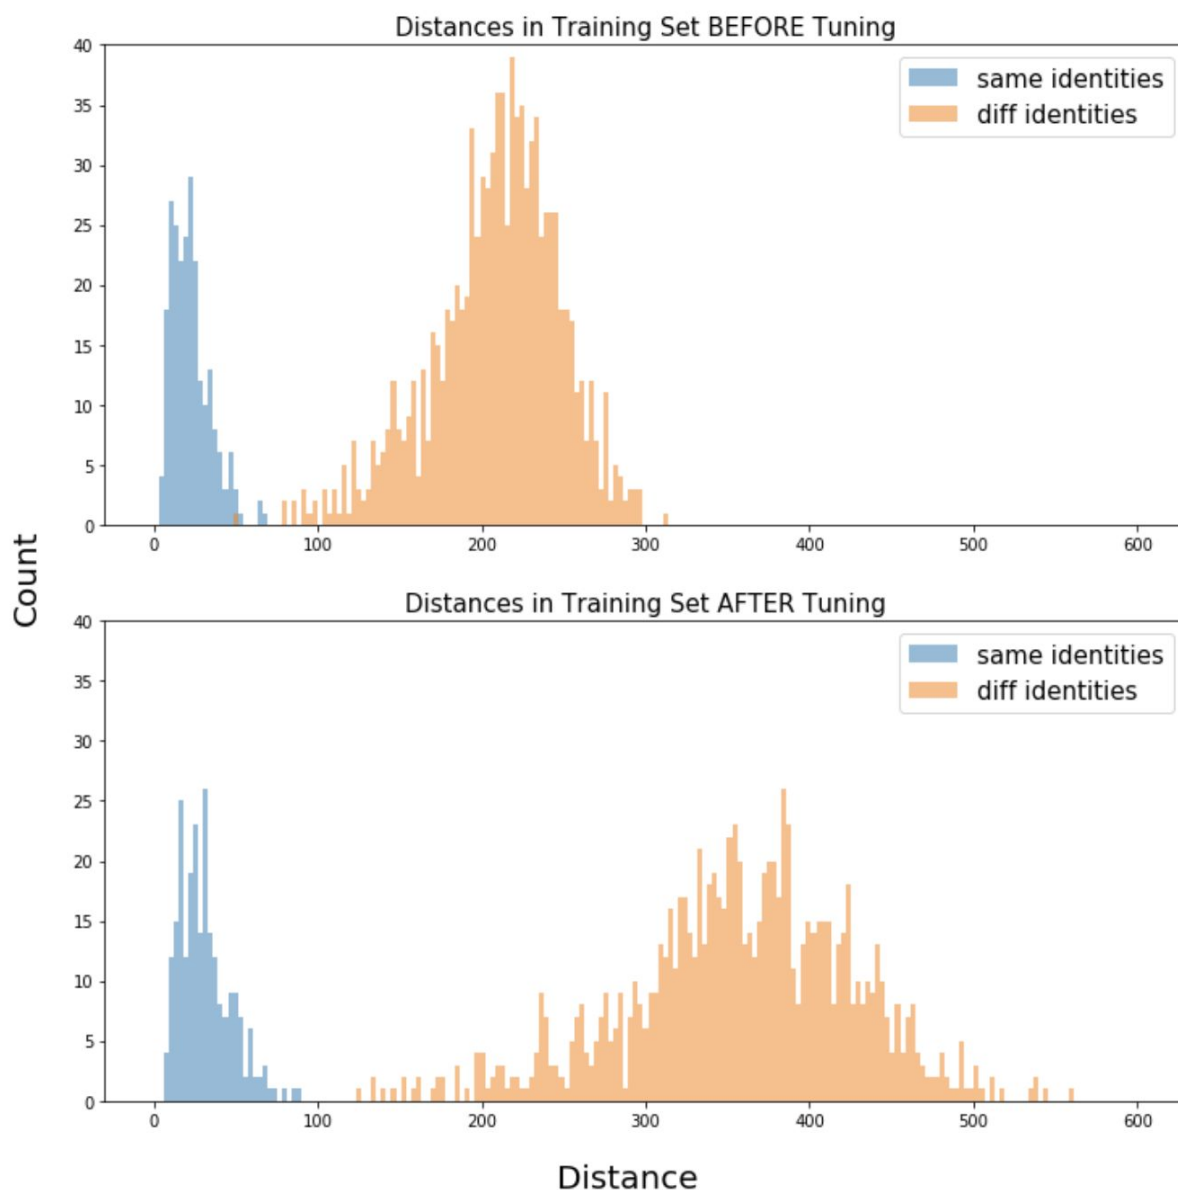 Distances in Training Set BEFORE Tuning
40
35
30
25
20
15
10
5
0
same identities
diff identities
0 100 200 300 400 500 600
Count
Distances in Training Set AFTER Tuning
40
35
30
25
20
15
10
5
0
same identities
diff identities
0 100 200 300 400 500 600
Distance